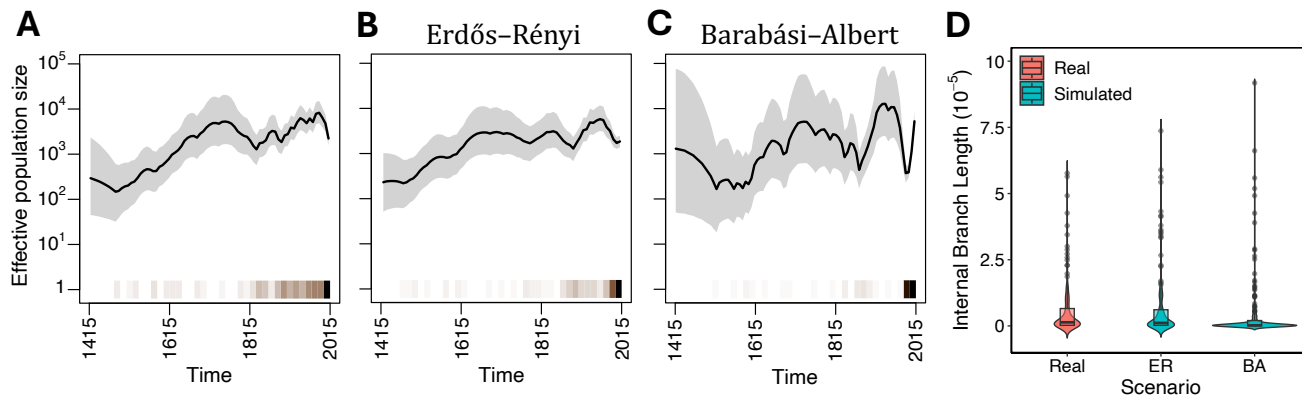 A
B
C
D
Erdős–Rényi
Barabási–Albert
Effective population size
10^5
10^4
10^3
10^2
10^1
1
1415
1615
1815
2015
Time
1415
1615
1815
2015
Time
1415
1615
1815
2015
Time
Internal Branch Length (10^-5)
10
7.5
5
2.5
0
Real
Simulated
Real
ER
BA
Scenario